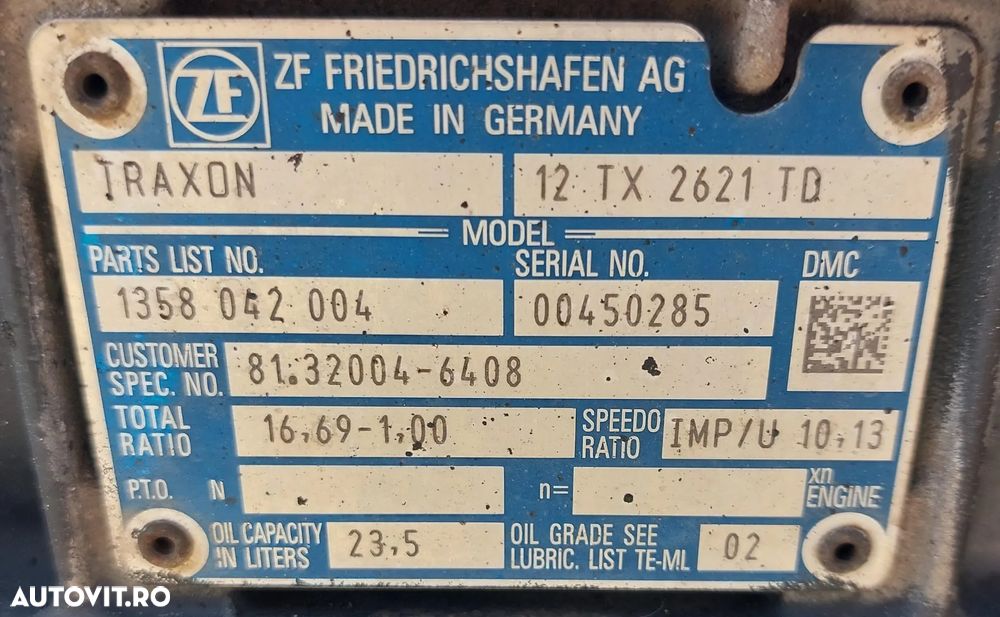 ZF
ZF FRIEDRICHSHAFEN AG
MADE IN GERMANY
TRAXON 12 TX 2621 TD
MODEL
PARTS LIST NO. SERIAL NO. DMC
1358 042 004 00450285
CUSTOMER
SPEC. NO. 81.32004-6408
TOTAL
RATIO 16,69-1,00 SPEEDO
RATIO IMP/U 10,13
P.T.O. N n= xn
ENGINE
OIL CAPACITY
IN LITERS 23,5 OIL GRADE SEE
LUBRIC. LIST TE-ML 02
AUTOVIT.RO